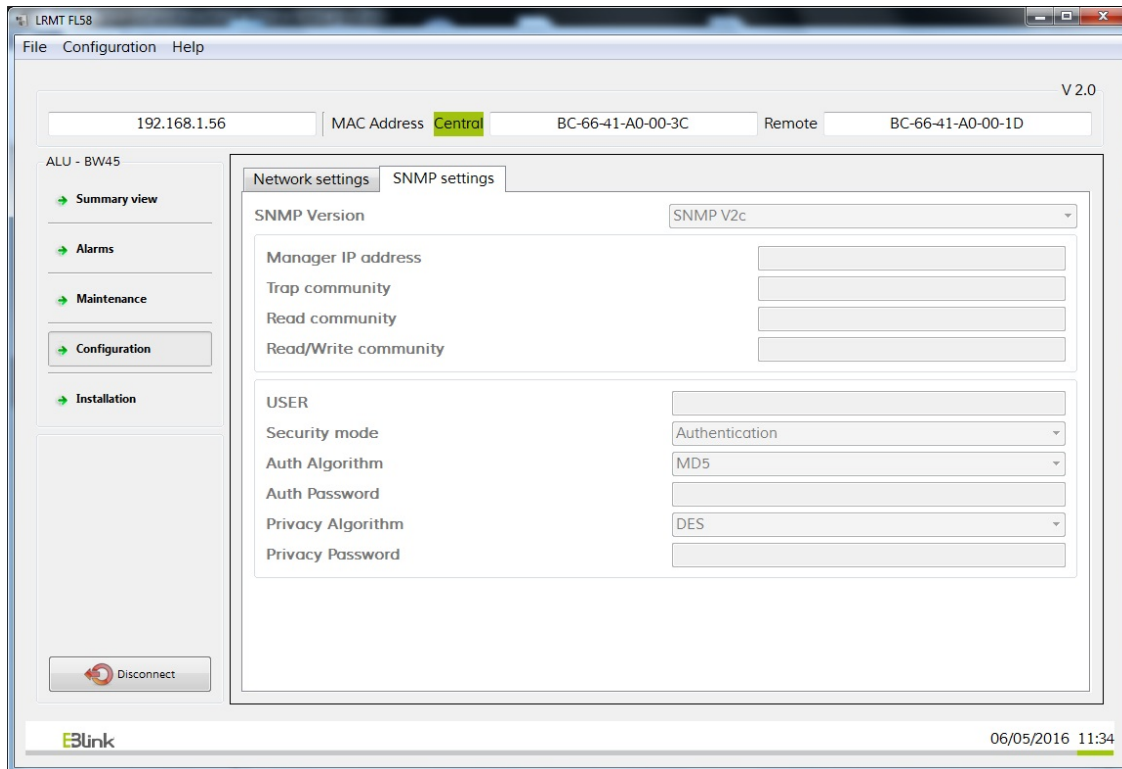 LRMT FL58
File Configuration Help
V 2.0
192.168.1.56 MAC Address Central BC-66-41-A0-00-3C Remote BC-66-41-A0-00-1D
ALU - BW45
Summary view
Alarms
Maintenance
Configuration
Installation
Disconnect
Network settings SNMP settings
SNMP Version SNMP V2c
Manager IP address
Trap community
Read community
Read/Write community
USER
Security mode Authentication
Auth Algorithm MD5
Auth Password
Privacy Algorithm DES
Privacy Password
EBlink
06/05/2016 11:34